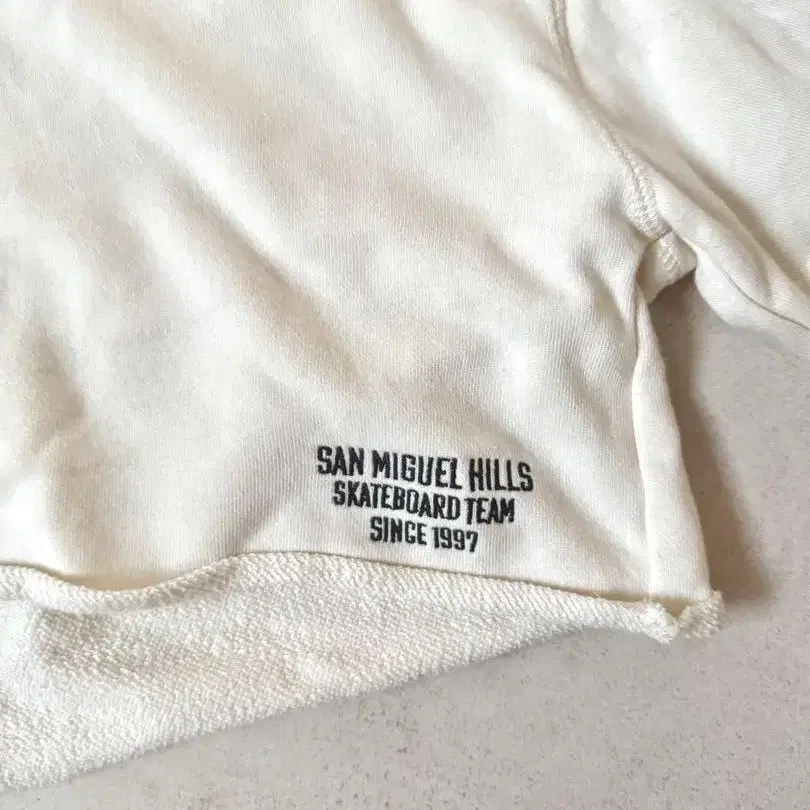 SAN MIGUEL HILLS
SKATEBOARD TEAM
SINCE 1997